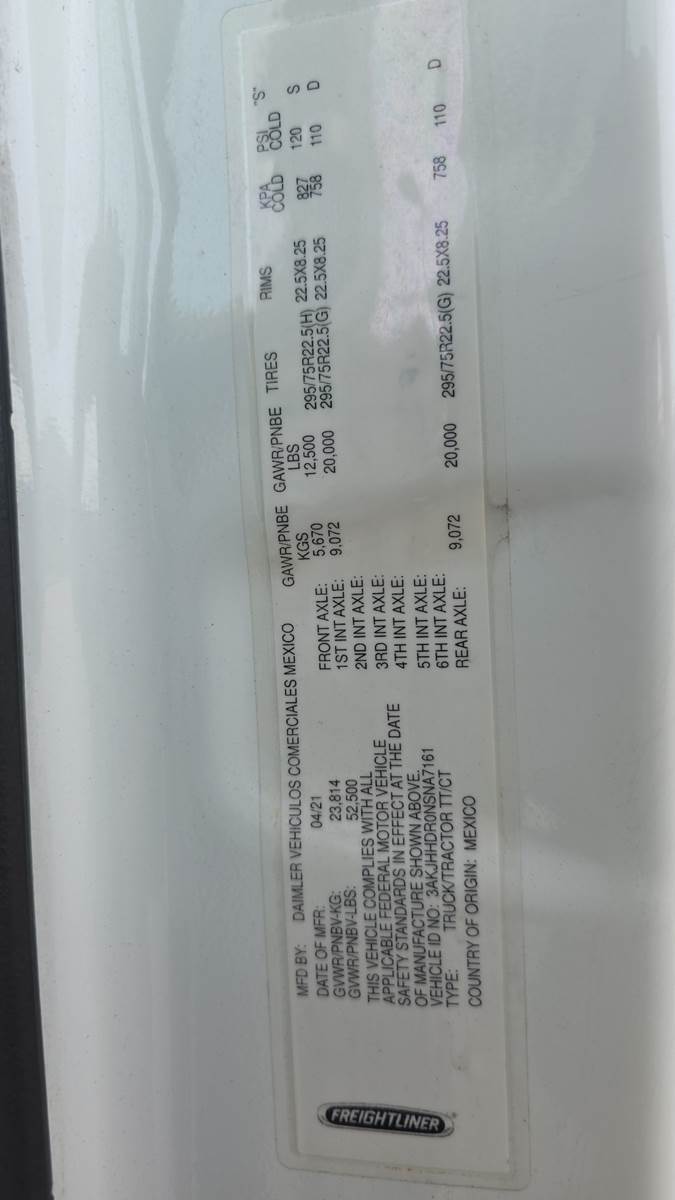 FREIGHTLINER
MFD BY: DAIMLER VEHICULOS COMERCIALES MEXICO
DATE OF MFR: 04/21
GVWR/PNBV-KG: 23,814
GVWR/PNBV-LBS: 52,500
THIS VEHICLE COMPLIES WITH ALL
APPLICABLE FEDERAL MOTOR VEHICLE
SAFETY STANDARDS IN EFFECT AT THE DATE
OF MANUFACTURE SHOWN ABOVE.
VEHICLE ID NO: 3AKJHHDR0NSNA7161
TYPE: TRUCK/TRACTOR TT/CT
COUNTRY OF ORIGIN: MEXICO
GAWR/PNBE GAWR/PNBE TIRES RIMS KPA PSI "S"
KGS LBS COLD COLD
FRONT AXLE: 5,670 12,500 295/75R22.5(H) 22.5X8.25 827 120 S
1ST INT AXLE: 9,072 20,000 295/75R22.5(G) 22.5X8.25 758 110 D
2ND INT AXLE:
3RD INT AXLE:
4TH INT AXLE:
5TH INT AXLE:
6TH INT AXLE:
REAR AXLE: 9,072 20,000 295/75R22.5(G) 22.5X8.25 758 110 D